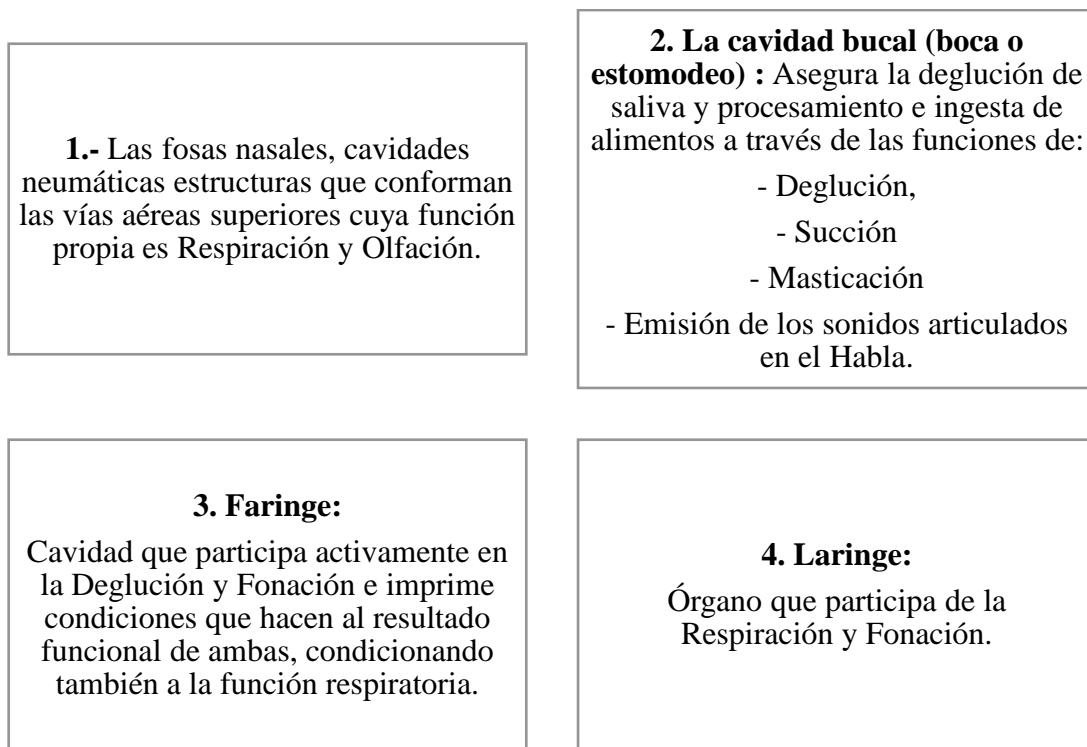 1.- Las fosas nasales, cavidades
neumáticas estructuras que conforman
las vías aéreas superiores cuya función
propia es Respiración y Olfación.
2. La cavidad bucal (boca o
estomodeo) : Asegura la deglución de
saliva y procesamiento e ingesta de
alimentos a través de las funciones de:
- Deglución,
- Succión
- Masticación
- Emisión de los sonidos articulados
en el Habla.
3. Faringe:
Cavidad que participa activamente en
la Deglución y Fonación e imprime
condiciones que hacen al resultado
funcional de ambas, condicionando
también a la función respiratoria.
4. Laringe:
Órgano que participa de la
Respiración y Fonación.